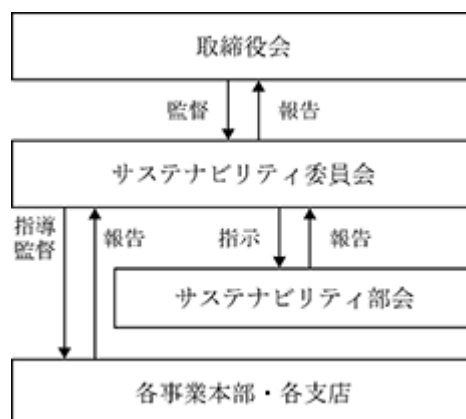 取締役会
監督
報告
サステナビリティ委員会
指導
監督
報告
指示
報告
サステナビリティ部会
各事業本部・各支店